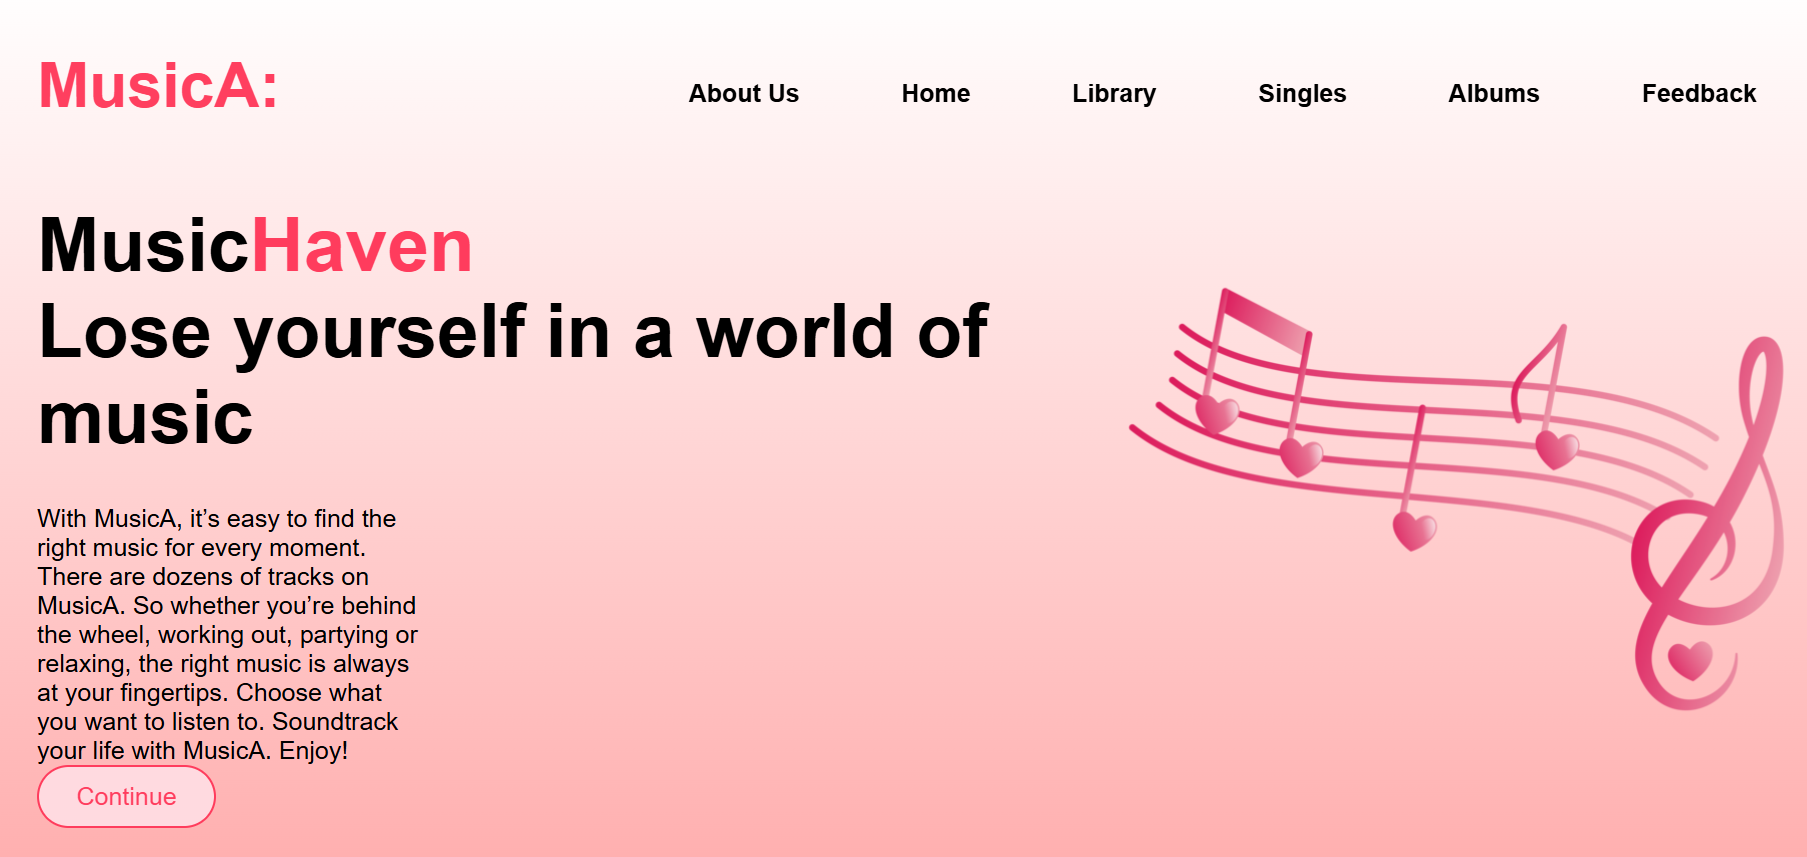 MusicA:
About Us Home Library Singles Albums Feedback
MusicHaven
Lose yourself in a world of
music
With MusicA, it’s easy to find the
right music for every moment.
There are dozens of tracks on
MusicA. So whether you’re behind
the wheel, working out, partying or
relaxing, the right music is always
at your fingertips. Choose what
you want to listen to. Soundtrack
your life with MusicA. Enjoy!
Continue